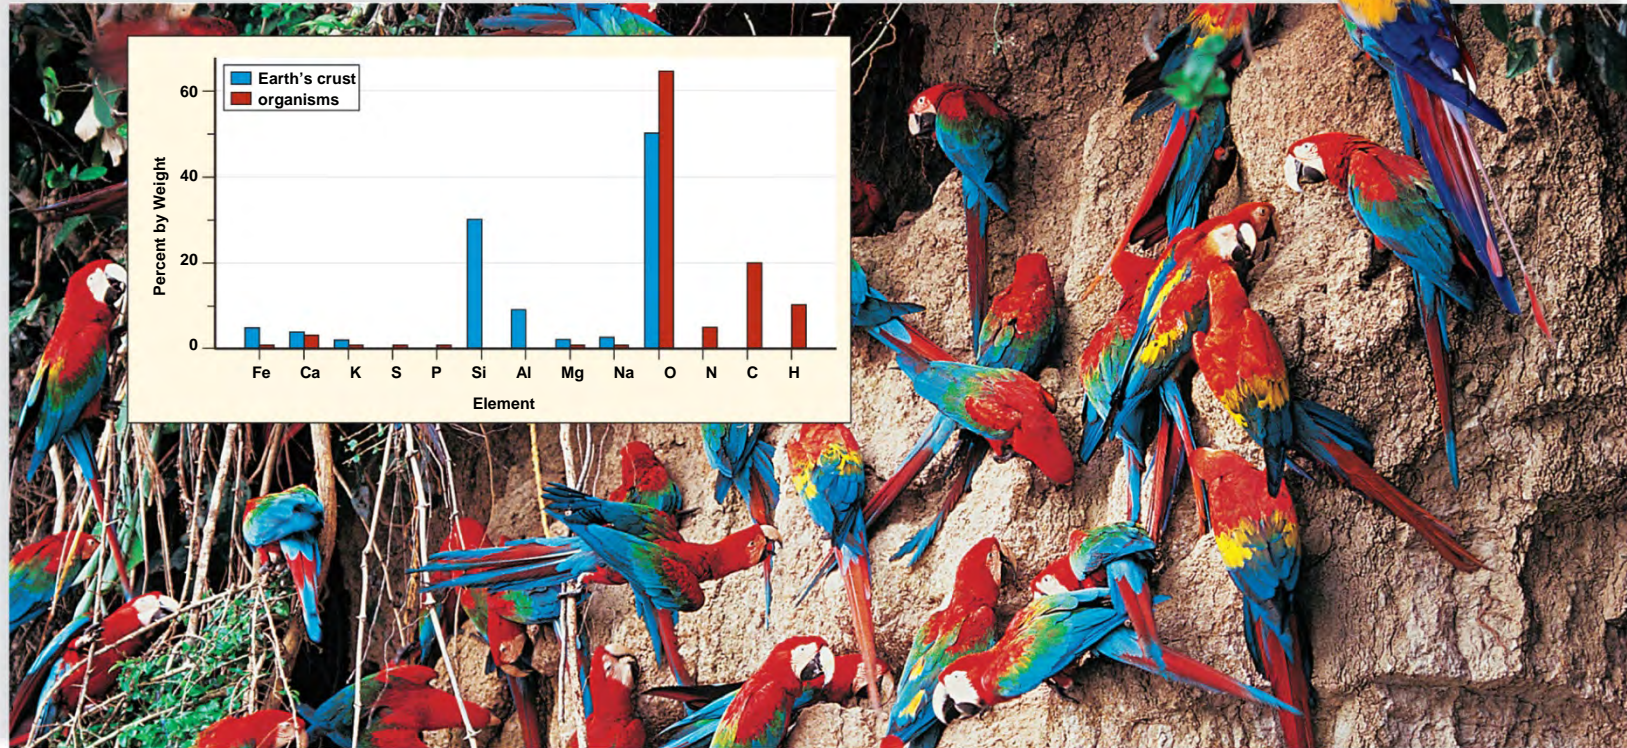 Earth's crust
organisms
60
40
20
0
Percent by Weight
Fe Ca K S P Si Al Mg Na O N C H
Element